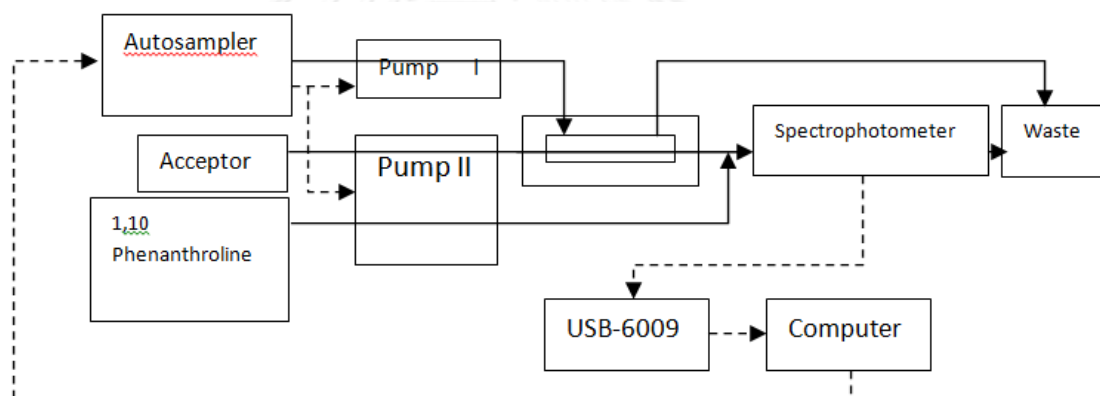 Autosampler
Pump I
Acceptor
Pump II
Spectrophotometer
Waste
1,10
Phenanthroline
USB-6009
Computer